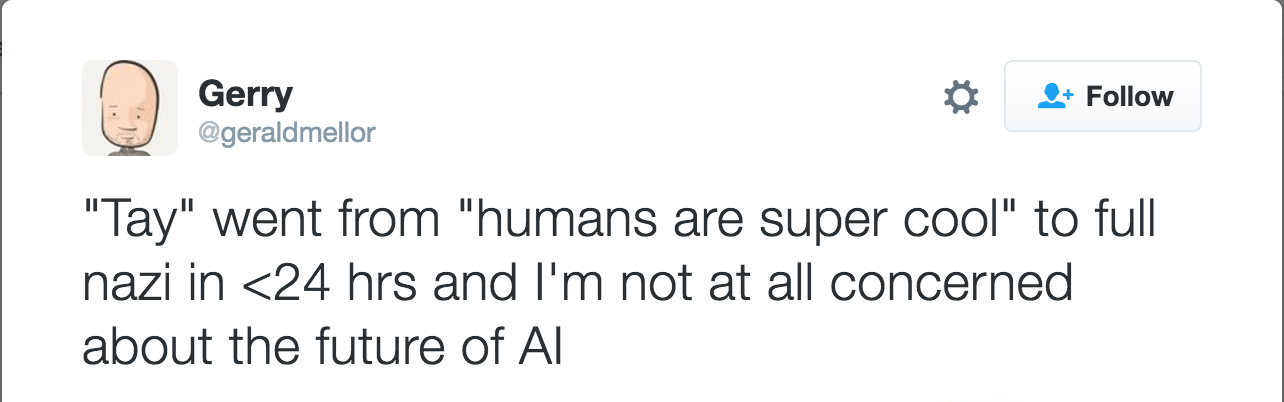 Gerry
@geraldmellor
Follow
"Tay" went from "humans are super cool" to full
nazi in <24 hrs and I'm not at all concerned
about the future of AI